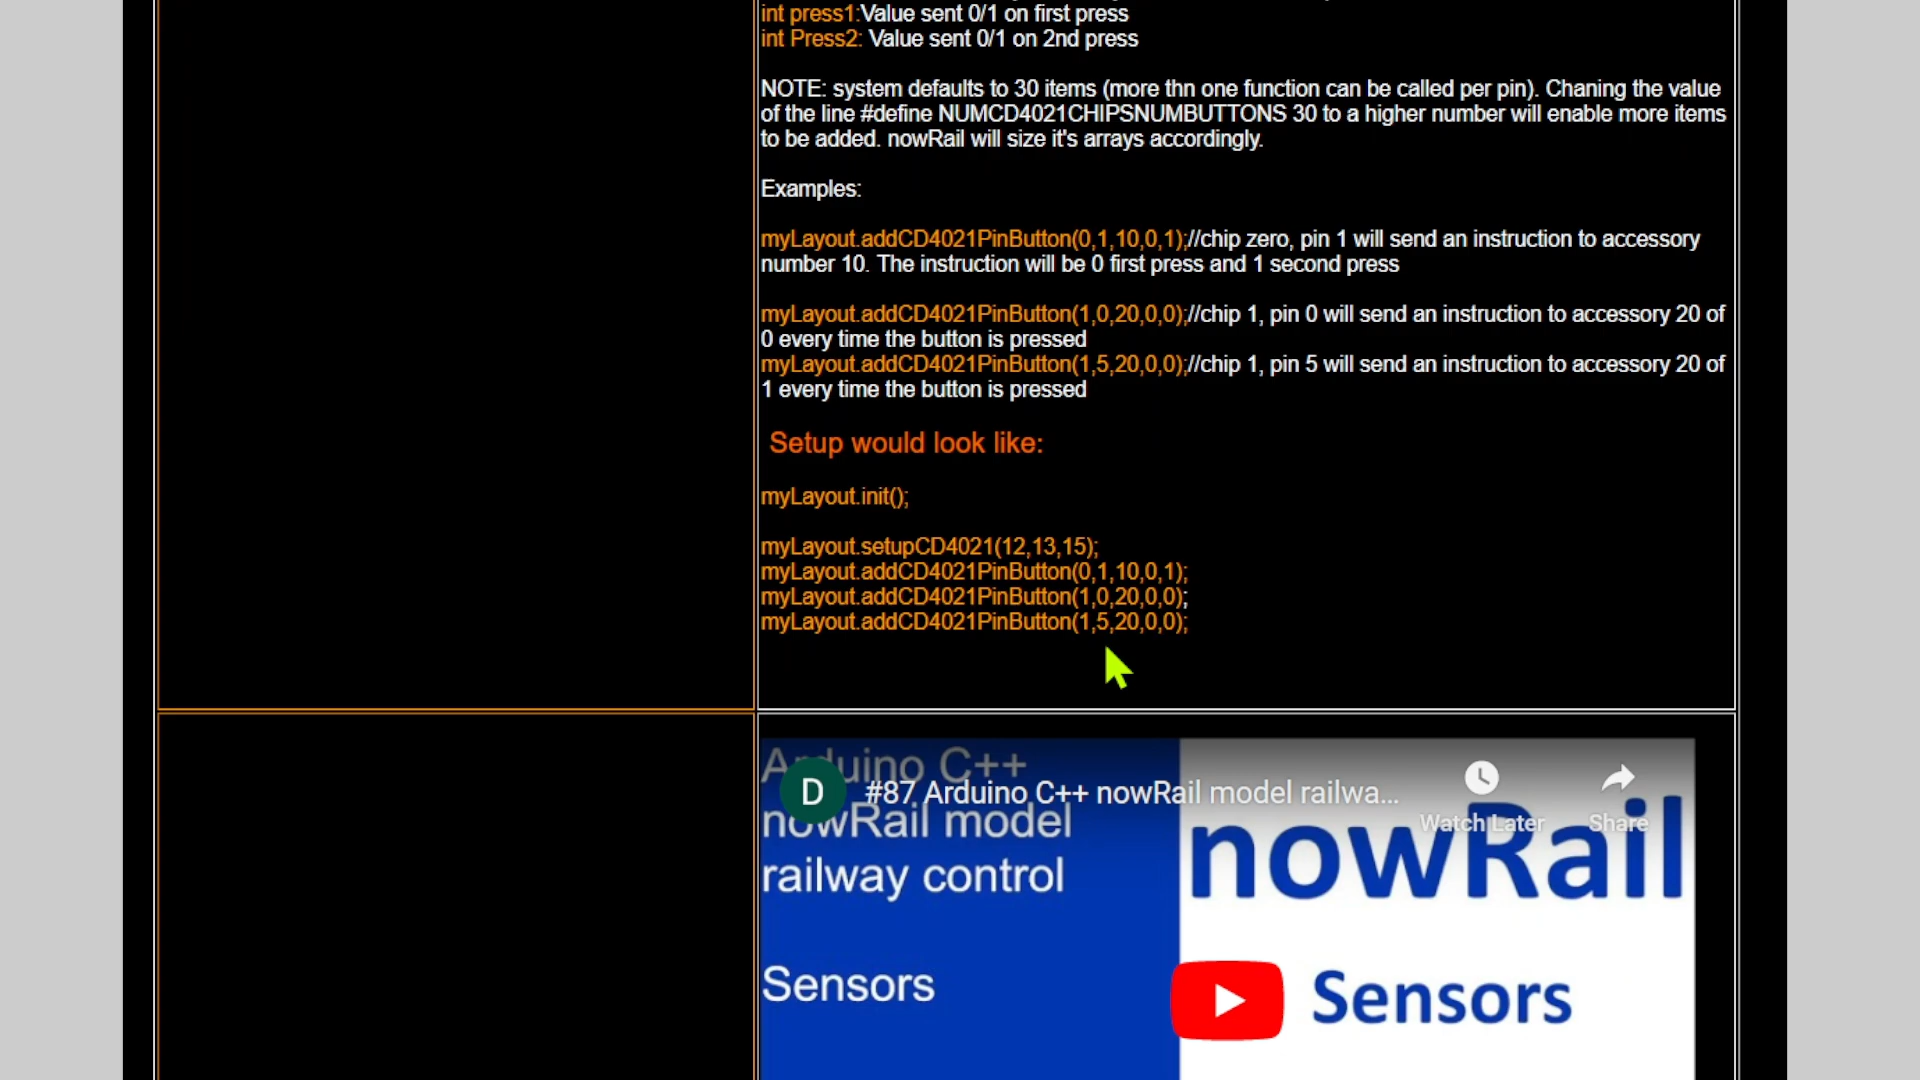 int press1:Value sent 0/1 on first press
int Press2: Value sent 0/1 on 2nd press
NOTE: system defaults to 30 items (more thn one function can be called per pin). Chaning the value
of the line #define NUMCD4021CHIPSNUMBUTTONS 30 to a higher number will enable more items
to be added. nowRail will size it's arrays accordingly.
Examples:
myLayout.addCD4021PinButton(0,1,10,0,1);//chip zero, pin 1 will send an instruction to accessory
number 10. The instruction will be 0 first press and 1 second press
myLayout.addCD4021PinButton(1,0,20,0,0);//chip 1, pin 0 will send an instruction to accessory 20 of
0 every time the button is pressed
myLayout.addCD4021PinButton(1,5,20,0,0);//chip 1, pin 5 will send an instruction to accessory 20 of
1 every time the button is pressed
Setup would look like:
myLayout.init();
myLayout.setupCD4021(12,13,15);
myLayout.addCD4021PinButton(0,1,10,0,1);
myLayout.addCD4021PinButton(1,0,20,0,0);
myLayout.addCD4021PinButton(1,5,20,0,0);
Arduino C++
D #87 Arduino C++ nowRail model railwa...
Watch Later Share
nowRail model
railway control
nowRail
Sensors
Sensors